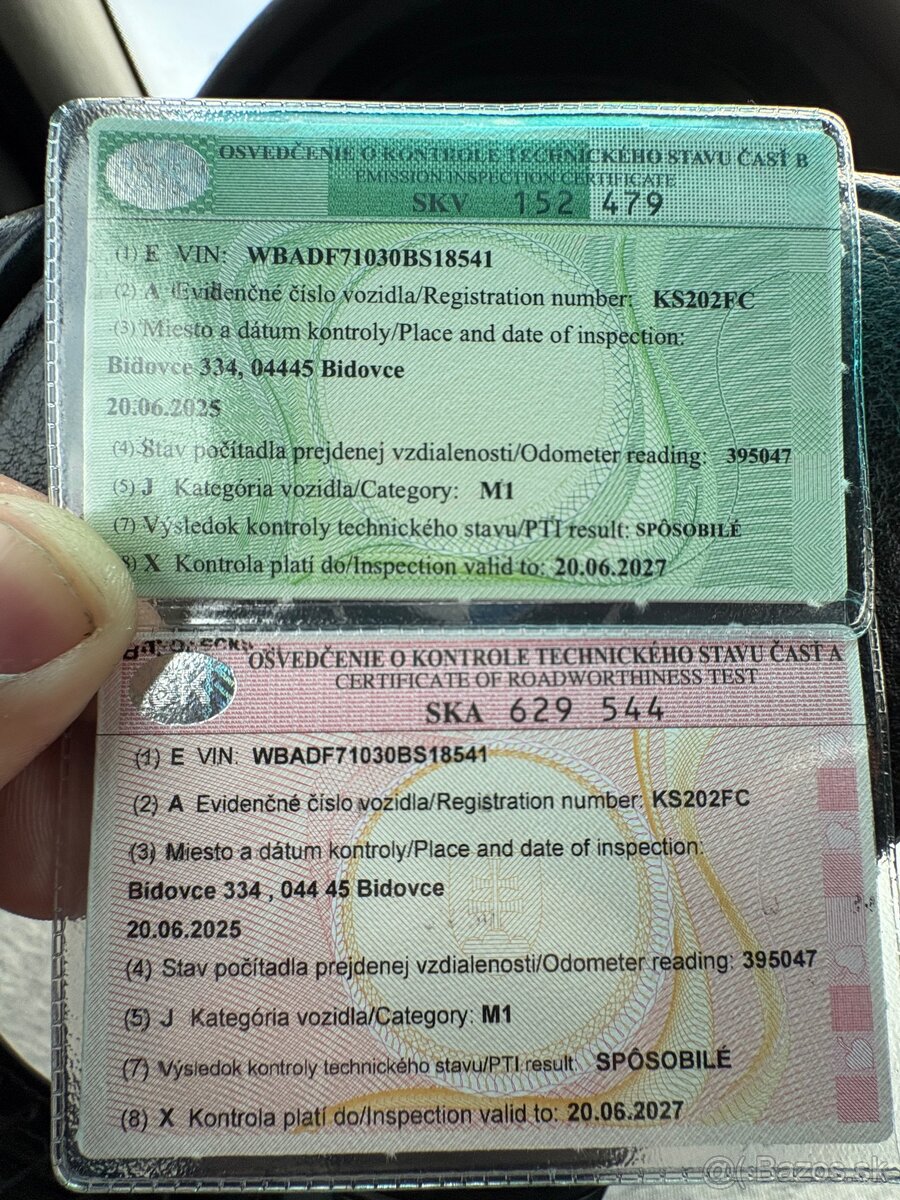 OSVEDČENIE O KONTROLE TECHNICKÉHO STAVU ČASŤ B
EMISSION INSPECTION CERTIFICATE
SKV 152 479
(1) E VIN: WBADF71030BS18541
(2) A Evidenčné číslo vozidla/Registration number: KS202FC
(3) Miesto a dátum kontroly/Place and date of inspection:
Bidovce 334, 04445 Bidovce
20.06.2025
(4) Stav počítadla prejdenej vzdialenosti/Odometer reading: 395047
(5) J Kategória vozidla/Category: M1
(7) Výsledok kontroly technického stavu/PTI result: SPÔSOBILÉ
(8) X Kontrola platí do/Inspection valid to: 20.06.2027
OSVEDČENIE O KONTROLE TECHNICKÉHO STAVU ČASŤ A
CERTIFICATE OF ROADWORTHINESS TEST
SKA 629 544
(1) E VIN: WBADF71030BS18541
(2) A Evidenčné číslo vozidla/Registration number: KS202FC
(3) Miesto a dátum kontroly/Place and date of inspection:
Bidovce 334 , 044 45 Bidovce
20.06.2025
(4) Stav počítadla prejdenej vzdialenosti/Odometer reading: 395047
(5) J Kategória vozidla/Category: M1
(7) Výsledok kontroly technického stavu/PTI result: SPÔSOBILÉ
(8) X Kontrola platí do/Inspection valid to: 20.06.2027
Bazos.sk